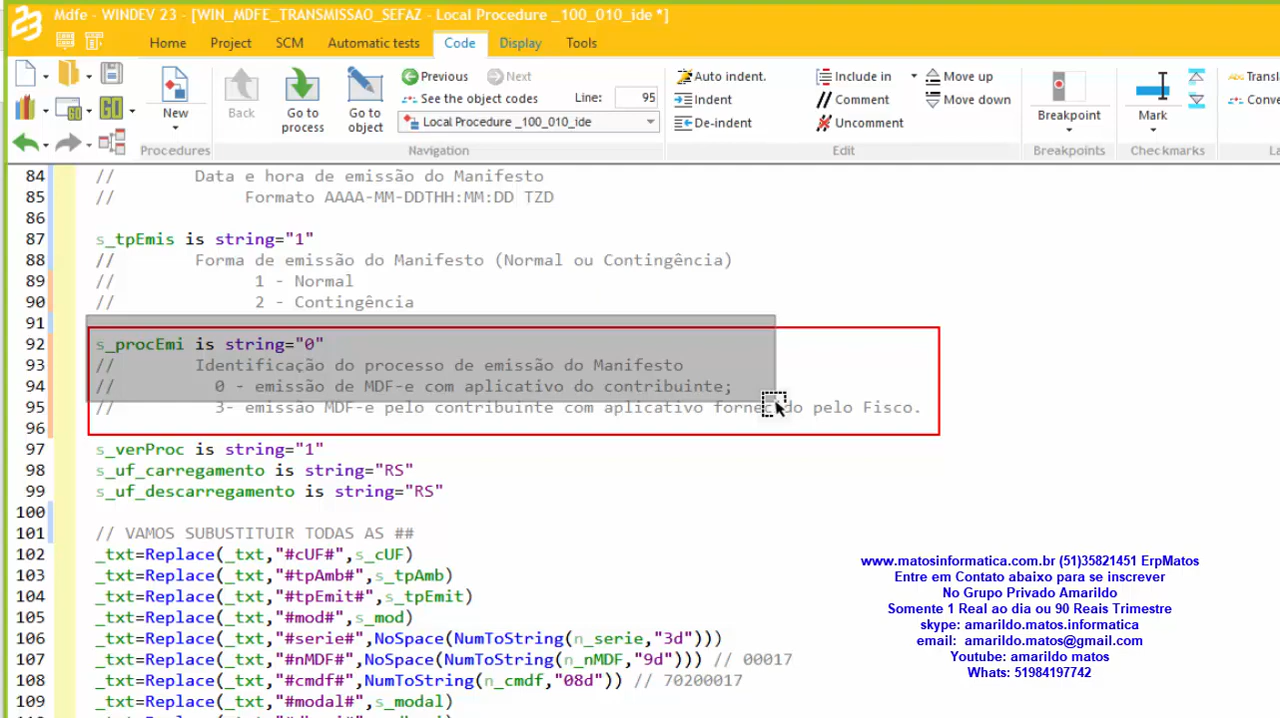 Mdfe - WINDEV 23 - [WIN_MDFE_TRANSMISSAO_SEFAZ - Local Procedure _100_010_ide *]
Home Project SCM Automatic tests Code Display Tools
New
Procedures
Back
Go to process
Go to object
Previous Next
See the object codes Line: 95
Local Procedure _100_010_ide
Navigation
Auto indent.
Indent
De-indent
Include in
Comment
Uncomment
Move up
Move down
Edit
Breakpoint
Breakpoints
Mark
Checkmarks
84 // Data e hora de emissão do Manifesto
85 // Formato AAAA-MM-DDTHH:MM:DD TZD
86
87 s_tpEmis is string="1"
88 // Forma de emissão do Manifesto (Normal ou Contingência)
89 // 1 - Normal
90 // 2 - Contingência
91
92 s_procEmi is string="0"
93 // Identificação do processo de emissão do Manifesto
94 // 0 - emissão de MDF-e com aplicativo do contribuinte;
95 // 3- emissão MDF-e pelo contribuinte com aplicativo fornecido pelo Fisco.
96
97 s_verProc is string="1"
98 s_uf_carregamento is string="RS"
99 s_uf_descarregamento is string="RS"
100
101 // VAMOS SUBUSTITUIR TODAS AS ##
102 _txt=Replace(_txt,"#cUF#",s_cUF)
103 _txt=Replace(_txt,"#tpAmb#",s_tpAmb)
104 _txt=Replace(_txt,"#tpEmit#",s_tpEmit)
105 _txt=Replace(_txt,"#mod#",s_mod)
106 _txt=Replace(_txt,"#serie#",NoSpace(NumToString(n_serie,"3d")))
107 _txt=Replace(_txt,"#nMDF#",NoSpace(NumToString(n_nMDF,"9d"))) // 00017
108 _txt=Replace(_txt,"#cmdf#",NumToString(n_cmdf,"08d")) // 70200017
109 _txt=Replace(_txt,"#modal#",s_modal)
www.matosinformatica.com.br (51)35821451 ErpMatos
Entre em Contato abaixo para se inscrever
No Grupo Privado Amarildo
Somente 1 Real ao dia ou 90 Reais Trimestre
skype: amarildo.matos.informatica
email: amarildo.matos@gmail.com
Youtube: amarildo matos
Whats: 51984197742